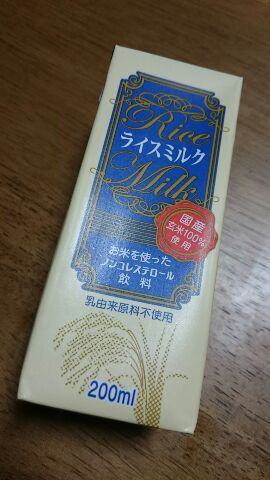 Rice
ライスミルク
Milk
国産
玄米100%
使用
お米を使った
ノンコレステロール
飲料
乳由来原料不使用
200ml